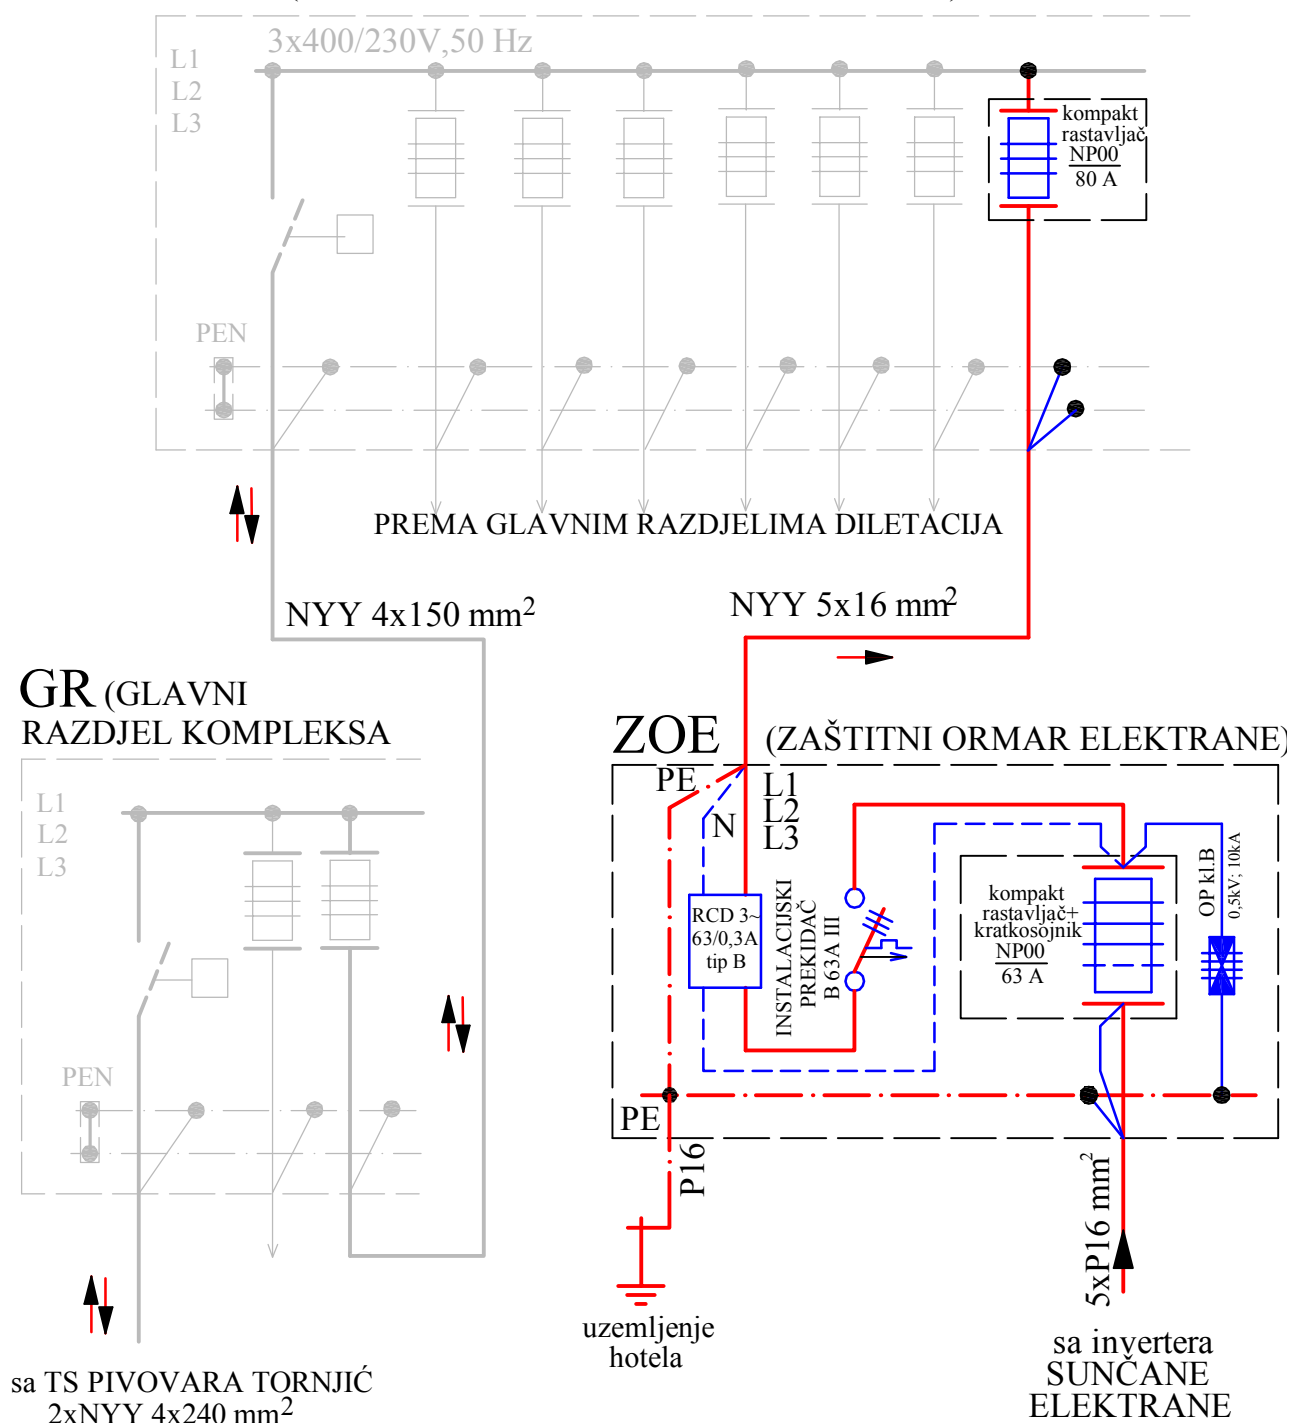 3x400/230V,50 Hz
L1
L2
L3
kompakt
rastavljač
NP00
80 A
PEN
PREMA GLAVNIM RAZDJELIMA DILETACIJA
NYY 4x150 mm²
NYY 5x16 mm²
GR (GLAVNI
RAZDJEL KOMPLEKSA
L1
L2
L3
PEN
ZOE (ZAŠTITNI ORMAR ELEKTRANE)
PE
N
L1
L2
L3
RCD 3~
63/0,3A
tip B
INSTALACIJSKI
PREKIDAČ
B 63A III
kompakt
rastavljač+
kratkosojnik
NP00
63 A
OP kl.B
0,5kV; 10kA
PE
P16
5xP16 mm²
uzemljenje
hotela
sa invertera
SUNČANE
ELEKTRANE
sa TS PIVOVARA TORNJIĆ
2xNYY 4x240 mm²